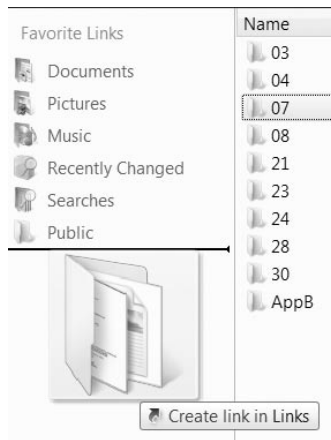 Favorite Links
Documents
Pictures
Music
Recently Changed
Searches
Public
Name
03
04
07
08
21
23
24
28
30
AppB
Create link in Links